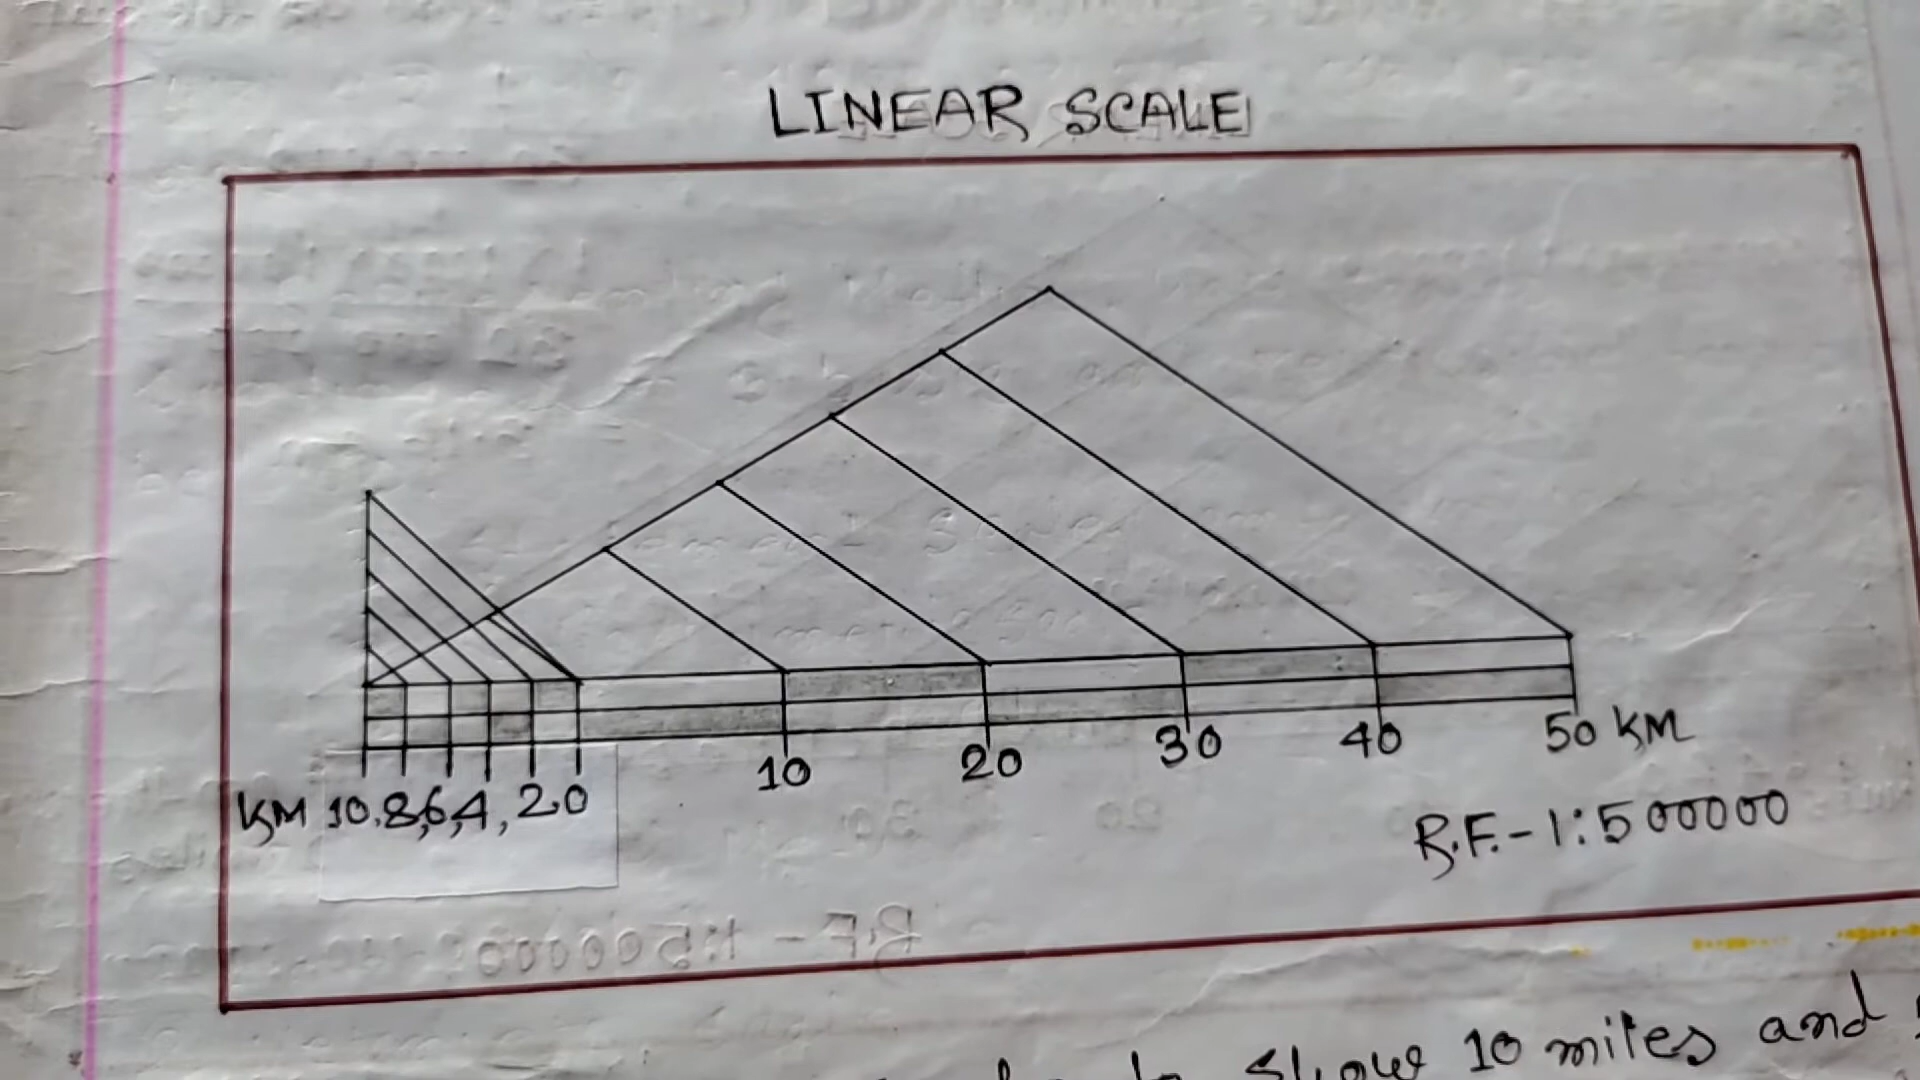 LINEAR SCALE
10 20 30 40 50 KM
KM 10,8,6,4,2,0
R.F.-1:500000
show 10 miles and